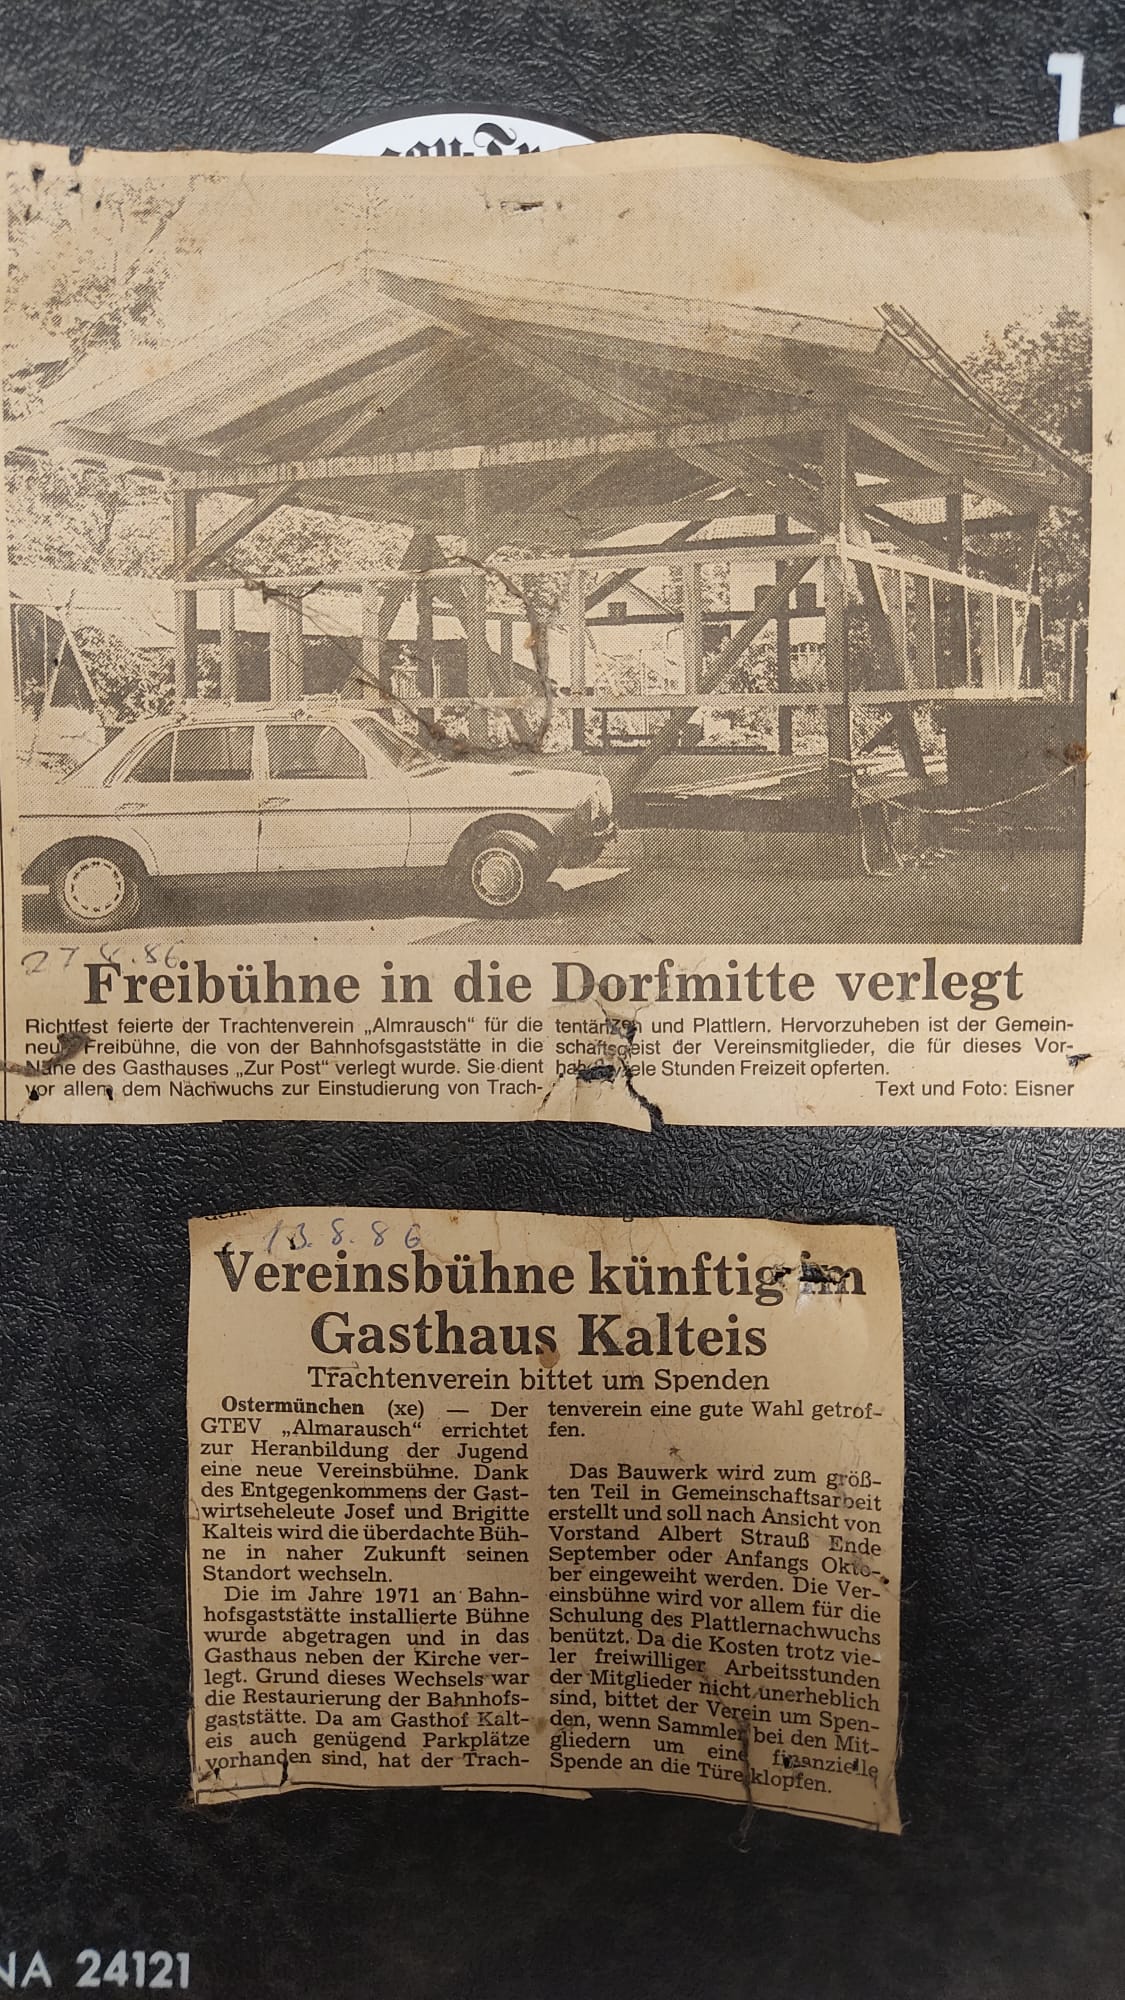 27.8.86
Freibühne in die Dorfmitte verlegt
Richtfest feierte der Trachtenverein „Almrausch“ für die
neue Freibühne, die von der Bahnhofsgaststätte in die
Nähe des Gasthauses „Zur Post“ verlegt wurde. Sie dient
vor allem dem Nachwuchs zur Einstudierung von Trach-
tentänzen und Plattlern. Hervorzuheben ist der Gemein-
schaftsgeist der Vereinsmitglieder, die für dieses Vor-
viele Stunden Freizeit opferten.
Text und Foto: Eisner
13.8.86
Vereinsbühne künftig im
Gasthaus Kalteis
Trachtenverein bittet um Spenden
Ostermünchen (xe) — Der
GTEV „Almarausch“ errichtet
zur Heranbildung der Jugend
eine neue Vereinsbühne. Dank
des Entgegenkommens der Gast-
wirtseheleute Josef und Brigitte
Kalteis wird die überdachte Büh-
ne in naher Zukunft seinen
Standort wechseln.
Die im Jahre 1971 an Bahn-
hofsgaststätte installierte Bühne
wurde abgetragen und in das
Gasthaus neben der Kirche ver-
legt. Grund dieses Wechsels war
die Restaurierung der Bahnhofs-
gaststätte. Da am Gasthof Kalt-
eis auch genügend Parkplätze
vorhanden sind, hat der Trach-
tenverein eine gute Wahl getrof-
fen.
Das Bauwerk wird zum größ-
ten Teil in Gemeinschaftsarbeit
erstellt und soll nach Ansicht von
Vorstand Albert Strauß Ende
September oder Anfangs Okto-
ber eingeweiht werden. Die Ver-
einsbühne wird vor allem für die
Schulung des Plattlernachwuchs
benützt. Da die Kosten trotz vie-
ler freiwilliger Arbeitsstunden
der Mitglieder nicht unerheblich
sind, bittet der Verein um Spen-
den, wenn Sammler bei den Mit-
gliedern um eine finanzielle
Spende an die Türe klopfen.
NA 24121